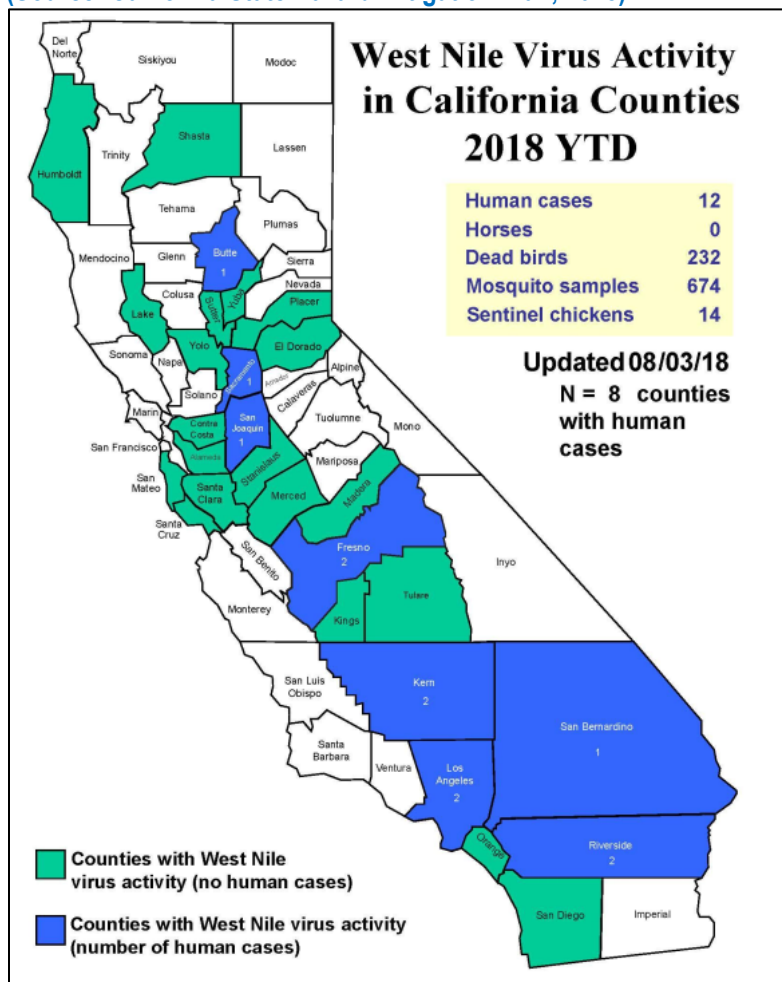 West Nile Virus Activity
in California Counties
2018 YTD
Human cases 12
Horses 0
Dead birds 232
Mosquito samples 674
Sentinel chickens 14
Updated 08/03/18
N = 8 counties
with human
cases
Del
Norte
Siskiyou
Modoc
Humboldt
Trinity
Shasta
Lassen
Tehama
Plumas
Mendocino
Glenn
Butte
1
Sierra
Nevada
Colusa
Lake
Sutter
Yuba
Placer
El Dorado
Yolo
Sonoma
Napa
Sacramento
1
Amador
Alpine
Solano
Calaveras
Marin
Contra
Costa
San
Joaquin
1
Tuolumne
Mono
San Francisco
Alameda
Stanislaus
Mariposa
San
Mateo
Santa
Clara
Merced
Madera
Santa
Cruz
San Benito
Fresno
2
Inyo
Monterey
Kings
Tulare
San Luis
Obispo
Kern
2
San Bernardino
1
Santa
Barbara
Ventura
Los
Angeles
2
Orange
Riverside
2
San Diego
Imperial
Counties with West Nile
virus activity (no human cases)
Counties with West Nile virus activity
(number of human cases)